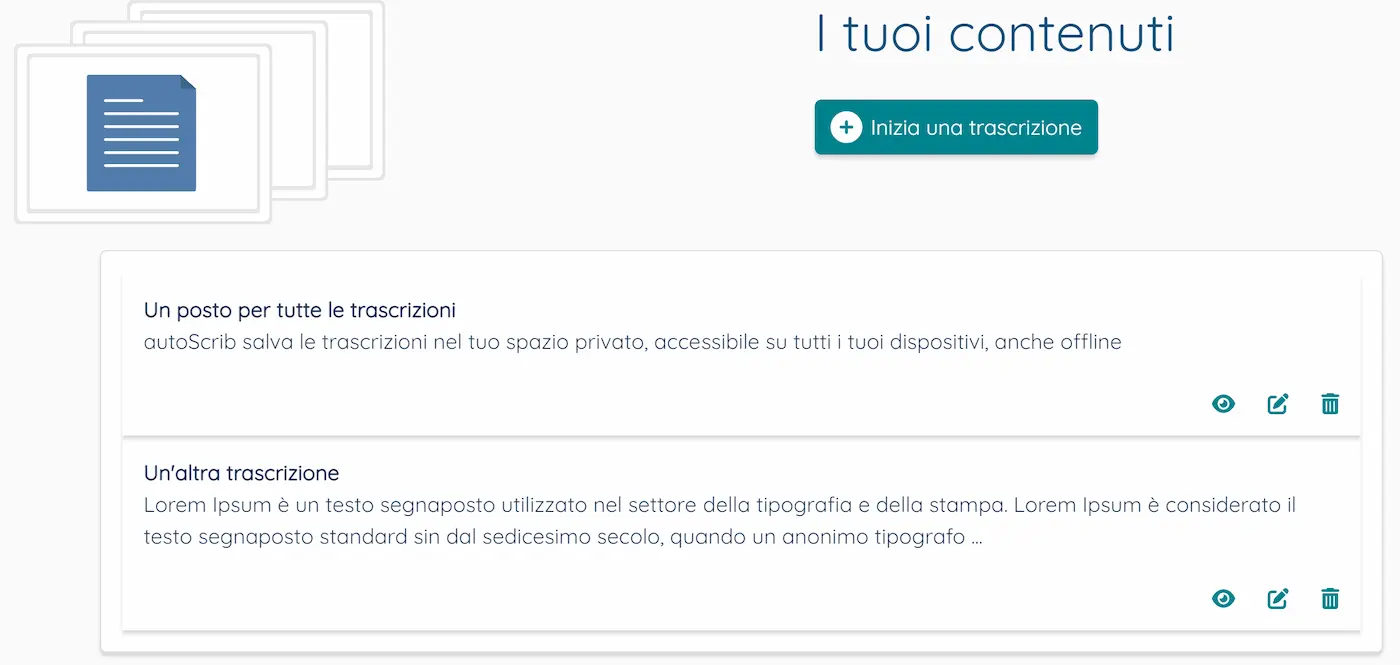 I tuoi contenuti
Inizia una trascrizione
Un posto per tutte le trascrizioni
autoScrib salva le trascrizioni nel tuo spazio privato, accessibile su tutti i tuoi dispositivi, anche offline
Un'altra trascrizione
Lorem Ipsum è un testo segnaposto utilizzato nel settore della tipografia e della stampa. Lorem Ipsum è considerato il
testo segnaposto standard sin dal sedicesimo secolo, quando un anonimo tipografo ...